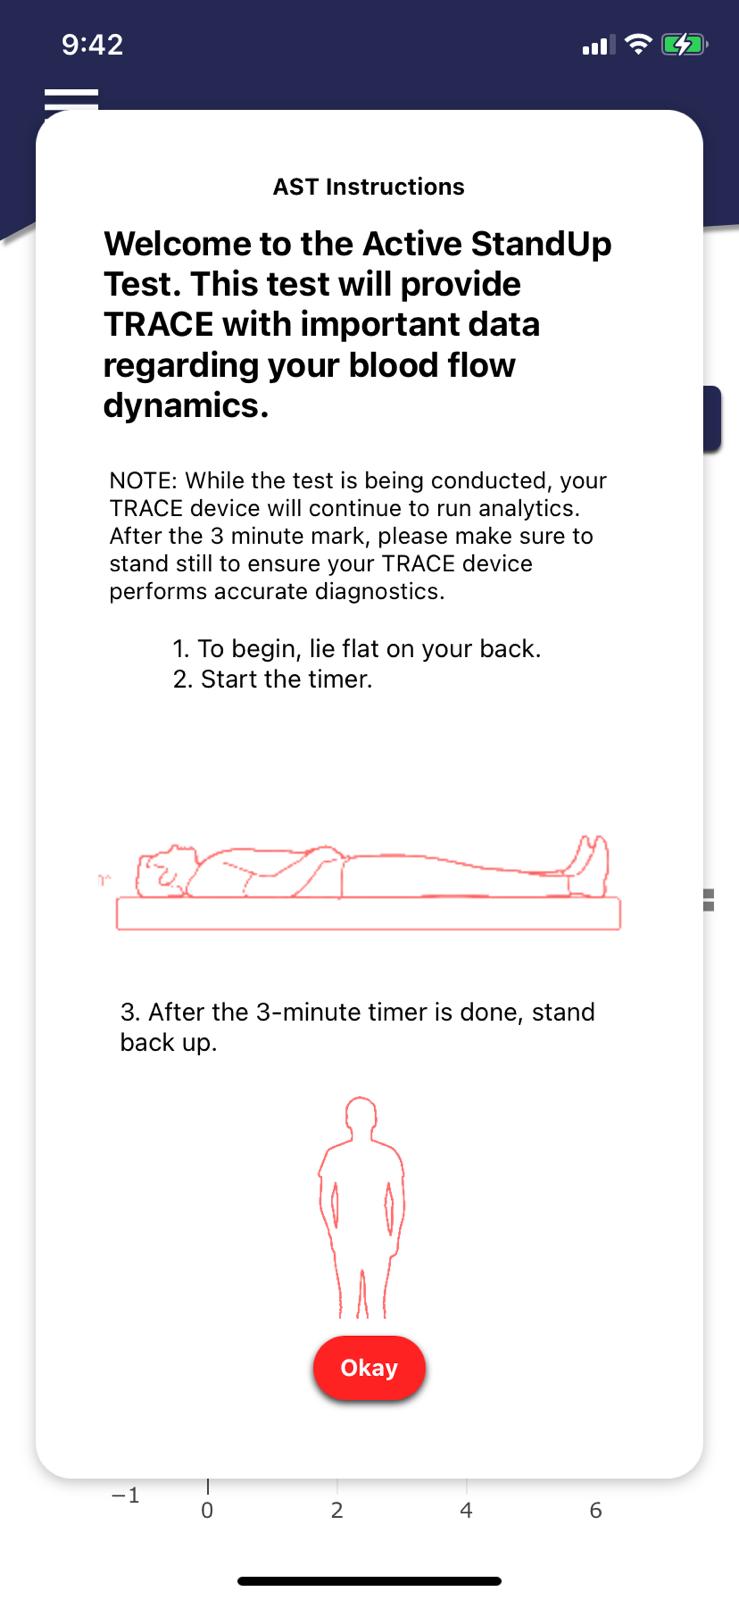 9:42
AST Instructions
Welcome to the Active StandUp
Test. This test will provide
TRACE with important data
regarding your blood flow
dynamics.
NOTE: While the test is being conducted, your
TRACE device will continue to run analytics.
After the 3 minute mark, please make sure to
stand still to ensure your TRACE device
performs accurate diagnostics.
1. To begin, lie flat on your back.
2. Start the timer.
3. After the 3-minute timer is done, stand
back up.
Okay
−1
0 2 4 6